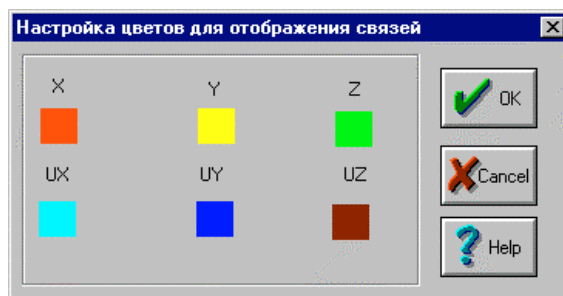 Настройка цветов для отображения связей
X Y Z
OK
UX UY UZ
Cancel
Help